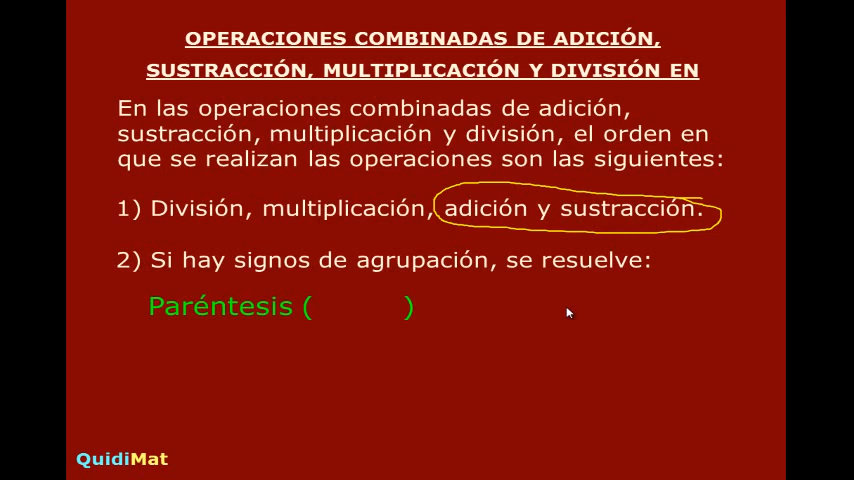 OPERACIONES COMBINADAS DE ADICIÓN,
SUSTRACCIÓN, MULTIPLICACIÓN Y DIVISIÓN EN
En las operaciones combinadas de adición,
sustracción, multiplicación y división, el orden en
que se realizan las operaciones son las siguientes:
1) División, multiplicación, adición y sustracción.
2) Si hay signos de agrupación, se resuelve:
Paréntesis ( )
QuidiMat